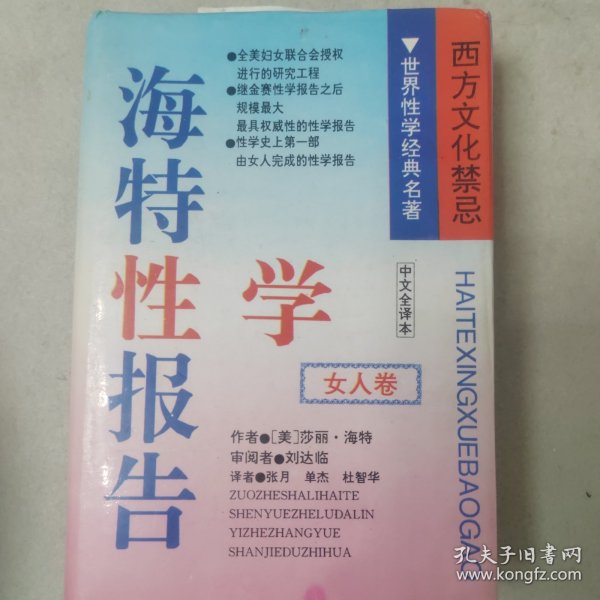 ●全美妇女联合会授权
进行的研究工程
●继金赛性学报告之后
规模最大
最具权威性的性学报告
●性学史上第一部
由女人完成的性学报告
▼世界性学经典名著
西方文化禁忌
海特性学报告
中文全译本
女人卷
HAITEXINGXUEBAOGAO
作者●[美]莎丽·海特
审阅者●刘达临
译者●张月 单杰 杜智华
ZUOZHESHALIHAITE
SHENYUEZHELUDALIN
YIZHEZHANGYUE
SHANJIEDUZHIHUA
孔夫子旧书网
www.kongfz.com